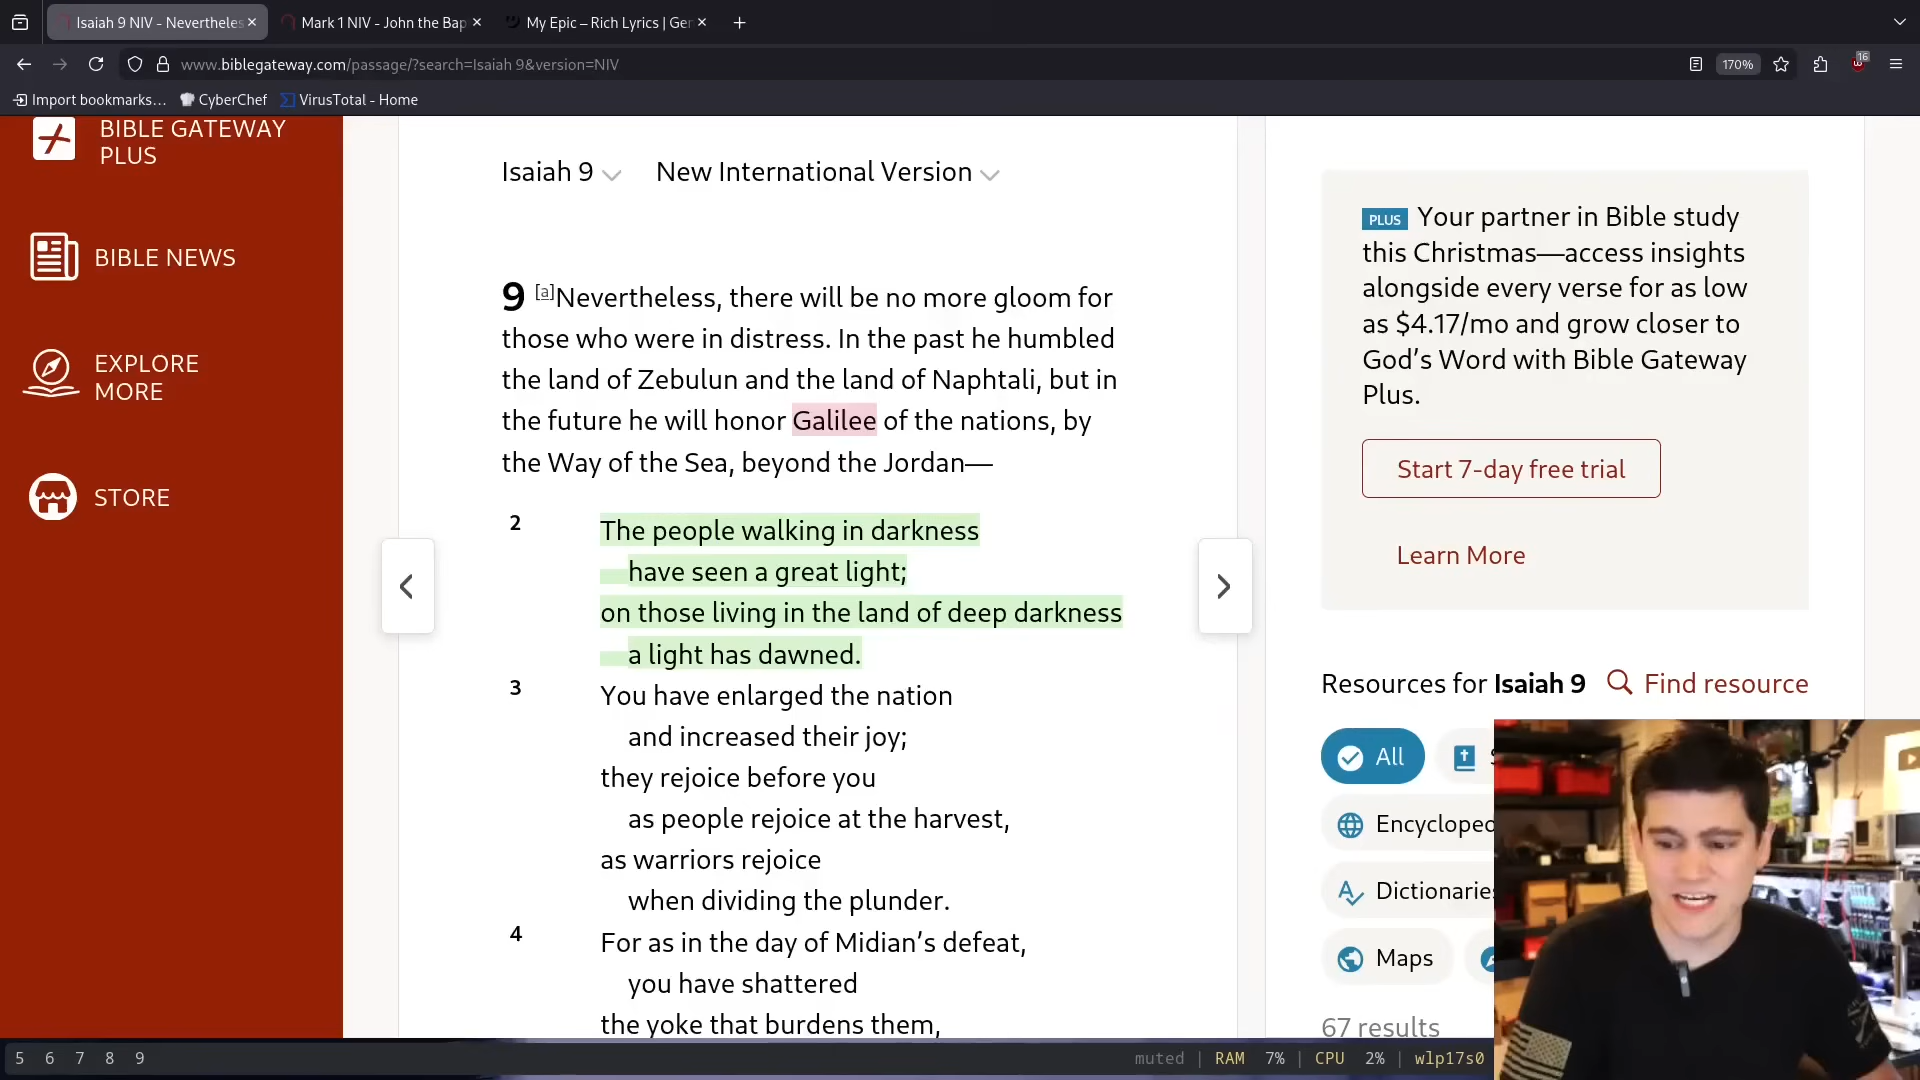 Isaiah 9 NIV - Nevertheles
Mark 1 NIV - John the Bap
My Epic – Rich Lyrics | Ge
www.biblegateway.com/passage/?search=Isaiah 9&version=NIV
170%
16
Import bookmarks…
CyberChef
VirusTotal - Home
BIBLE GATEWAY
PLUS
BIBLE NEWS
EXPLORE
MORE
STORE
Isaiah 9
New International Version
9 [a]Nevertheless, there will be no more gloom for
those who were in distress. In the past he humbled
the land of Zebulun and the land of Naphtali, but in
the future he will honor Galilee of the nations, by
the Way of the Sea, beyond the Jordan—
2 The people walking in darkness
have seen a great light;
on those living in the land of deep darkness
a light has dawned.
3 You have enlarged the nation
and increased their joy;
they rejoice before you
as people rejoice at the harvest,
as warriors rejoice
when dividing the plunder.
4 For as in the day of Midian’s defeat,
you have shattered
the yoke that burdens them,
PLUS Your partner in Bible study
this Christmas—access insights
alongside every verse for as low
as $4.17/mo and grow closer to
God’s Word with Bible Gateway
Plus.
Start 7-day free trial
Learn More
Resources for Isaiah 9
Find resource
All
Encycloped
Dictionaries
Maps
67 results
5 6 7 8 9
muted | RAM 7% | CPU 2% | wlp17s0